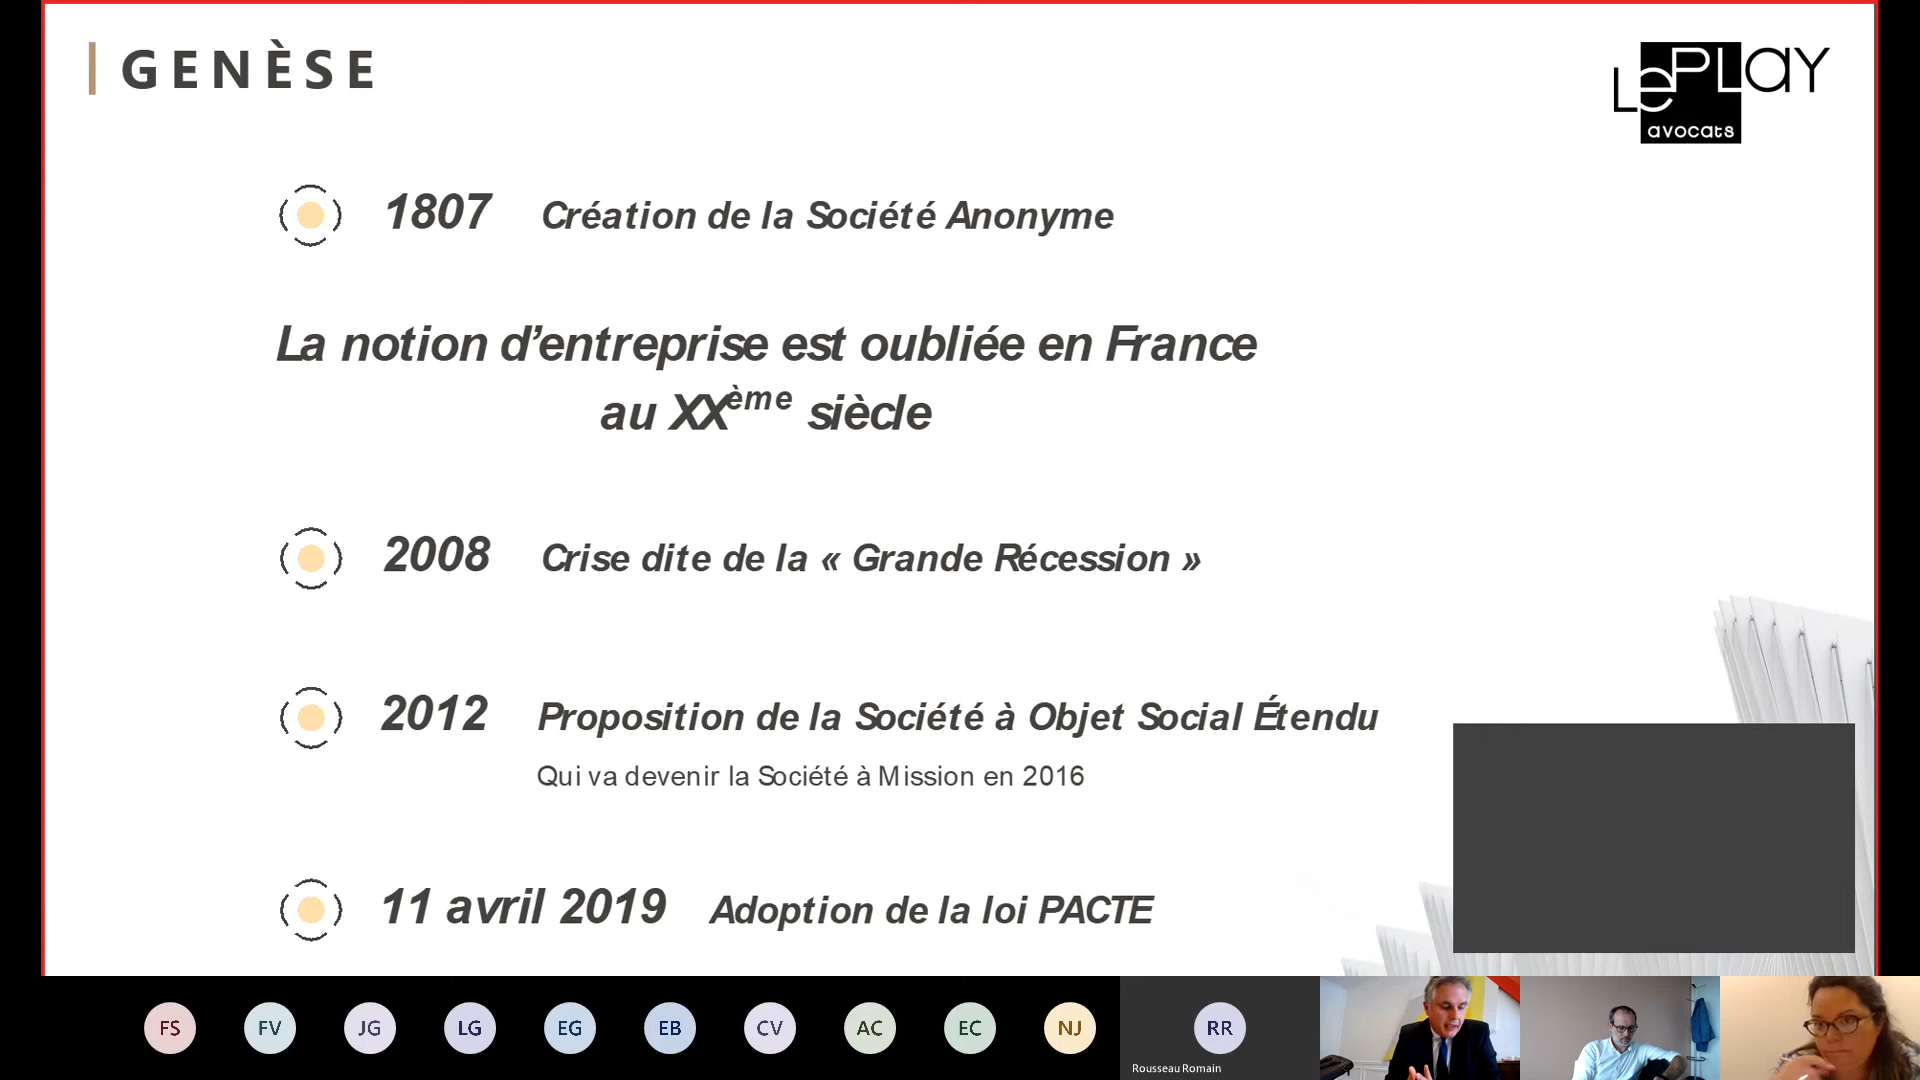 GENÈSE
LePLay
avocats
1807 Création de la Société Anonyme
La notion d’entreprise est oubliée en France
au XXème siècle
2008 Crise dite de la « Grande Récession »
2012 Proposition de la Société à Objet Social Étendu
Qui va devenir la Société à Mission en 2016
11 avril 2019 Adoption de la loi PACTE
FS FV JG LG EG EB CV AC EC NJ RR
Rousseau Romain